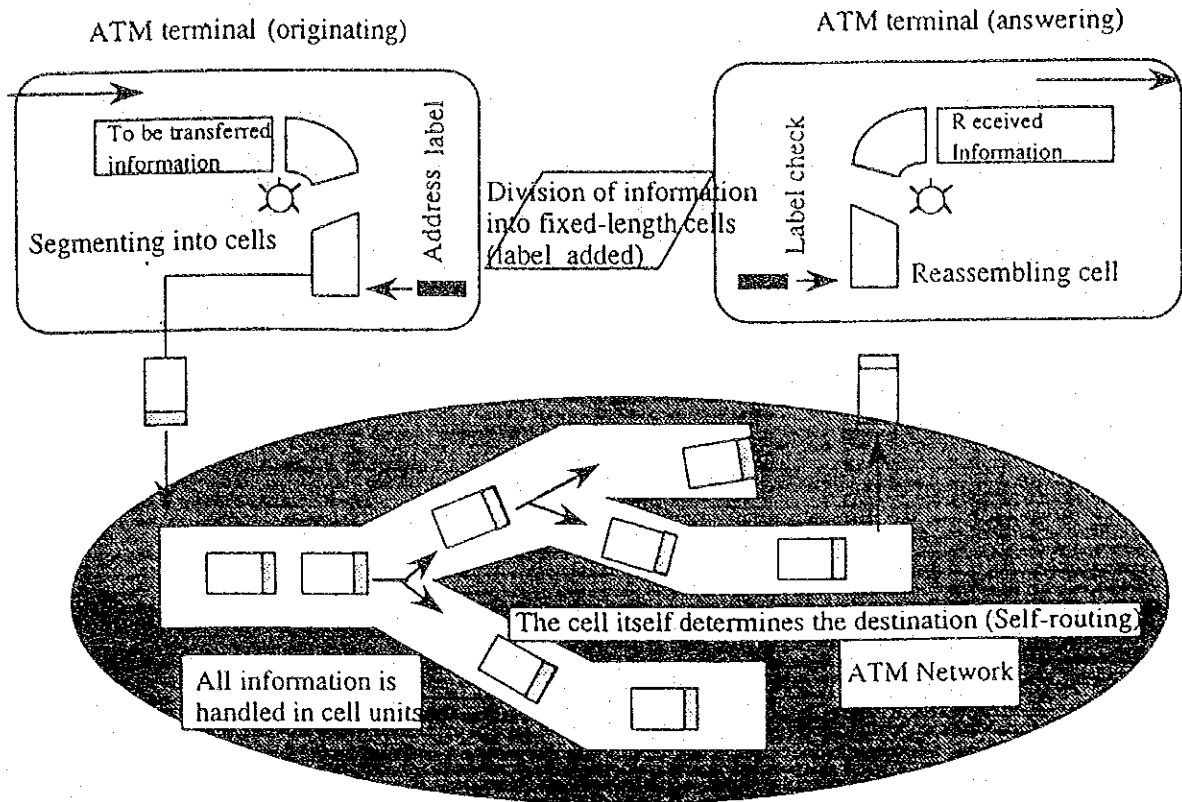 ATM terminal (originating)
ATM terminal (answering)
To be transferred
information
Address label
Segmenting into cells
Division of information
into fixed-length cells
(label added)
Label check
R eceived
Information
Reassembling cell
The cell itself determines the destination (Self-routing)
ATM Network
All information is
handled in cell units